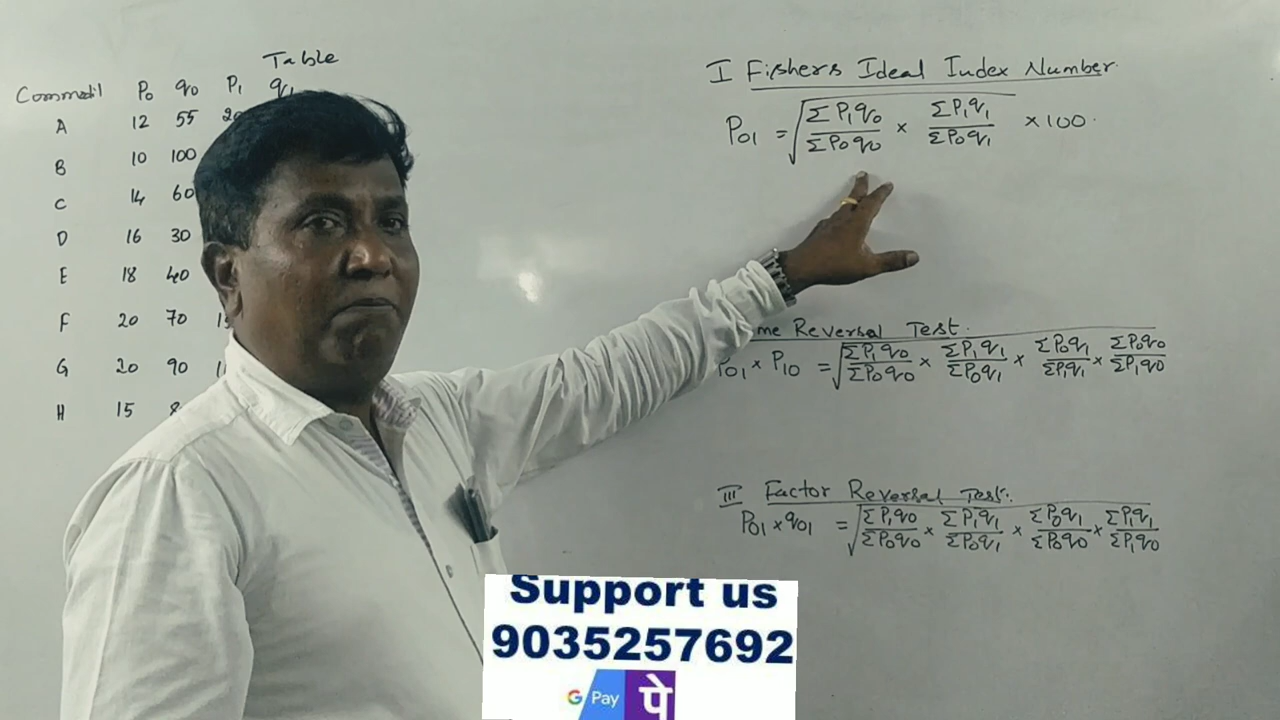 Table
Commodi P0 q0 P1 q1
A 12 55 20
B 10 100
C 14 60
D 16 30
E 18 40
F 20 70
G 20 90
H 15
I Fishers Ideal Index Number
P01 = √ΣP1q0/ΣP0q0 × ΣP1q1/ΣP0q1 ×100.
me Reversal Test.
P01 × P10 = √ΣP1q0/ΣP0q0 × ΣP1q1/ΣP0q1 × ΣP0q1/ΣP1q1 × ΣP0q0/ΣP1q0
III Factor Reversal Test.
P01 × q01 = √ΣP1q0/ΣP0q0 × ΣP1q1/ΣP0q1 × ΣP0q1/ΣP0q0 × ΣP1q1/ΣP1q0
Support us
9035257692
G Pay पे